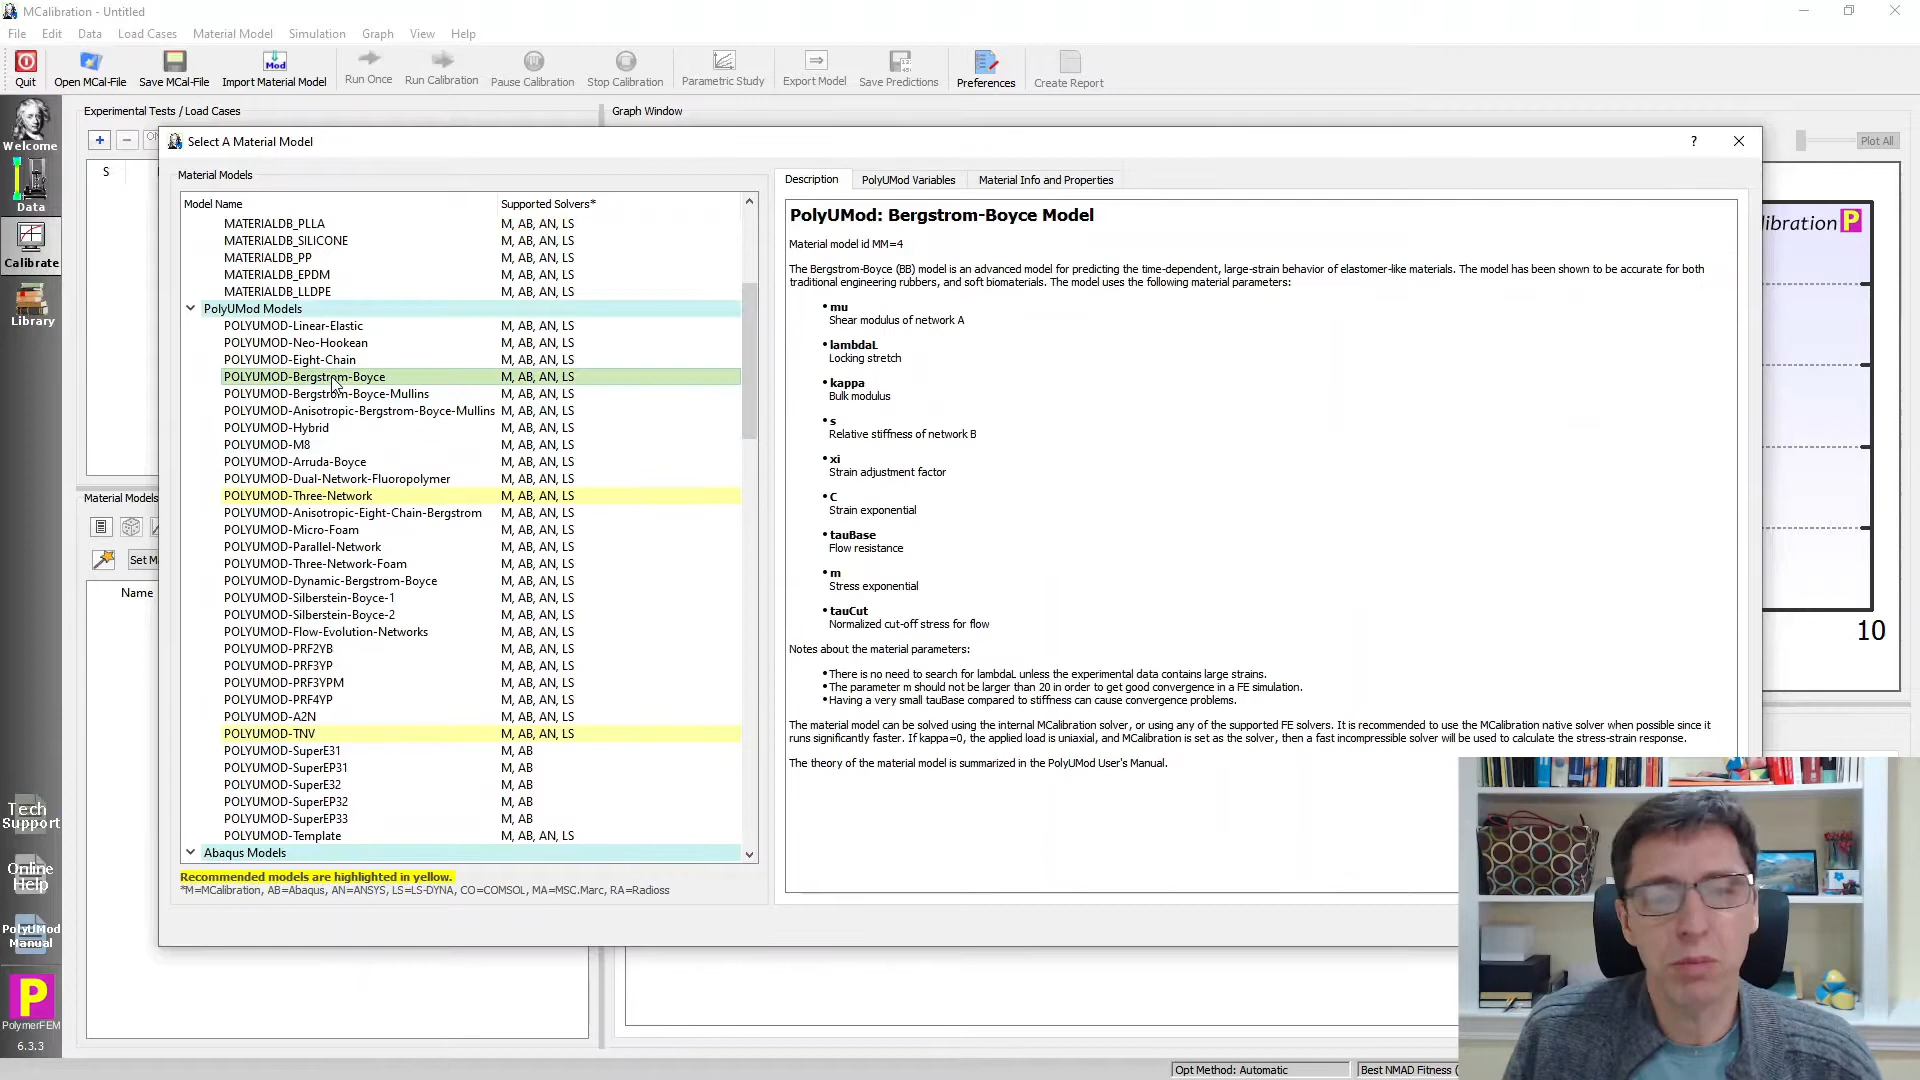 MCalibration - Untitled
File Edit Data Load Cases Material Model Simulation Graph View Help
Quit Open MCal-File Save MCal-File Import Material Model Run Once Run Calibration Pause Calibration Stop Calibration Parametric Study Export Model Save Predictions Preferences Create Report
Mod
Welcome
Data
Calibrate
Library
Tech
Support
Online
Help
PolyUMod
Manual
P
PolymerFEM
6.3.3
Experimental Tests / Load Cases
Graph Window
S
Plot All
Material Models
Set M
Name
Select A Material Model
Material Models
Model Name Supported Solvers*
MATERIALDB_PLLA M, AB, AN, LS
MATERIALDB_SILICONE M, AB, AN, LS
MATERIALDB_PP M, AB, AN, LS
MATERIALDB_EPDM M, AB, AN, LS
MATERIALDB_LLDPE M, AB, AN, LS
PolyUMod Models
POLYUMOD-Linear-Elastic M, AB, AN, LS
POLYUMOD-Neo-Hookean M, AB, AN, LS
POLYUMOD-Eight-Chain M, AB, AN, LS
POLYUMOD-Bergstrom-Boyce M, AB, AN, LS
POLYUMOD-Bergstrom-Boyce-Mullins M, AB, AN, LS
POLYUMOD-Anisotropic-Bergstrom-Boyce-Mullins M, AB, AN, LS
POLYUMOD-Hybrid M, AB, AN, LS
POLYUMOD-M8 M, AB, AN, LS
POLYUMOD-Arruda-Boyce M, AB, AN, LS
POLYUMOD-Dual-Network-Fluoropolymer M, AB, AN, LS
POLYUMOD-Three-Network M, AB, AN, LS
POLYUMOD-Anisotropic-Eight-Chain-Bergstrom M, AB, AN, LS
POLYUMOD-Micro-Foam M, AB, AN, LS
POLYUMOD-Parallel-Network M, AB, AN, LS
POLYUMOD-Three-Network-Foam M, AB, AN, LS
POLYUMOD-Dynamic-Bergstrom-Boyce M, AB, AN, LS
POLYUMOD-Silberstein-Boyce-1 M, AB, AN, LS
POLYUMOD-Silberstein-Boyce-2 M, AB, AN, LS
POLYUMOD-Flow-Evolution-Networks M, AB, AN, LS
POLYUMOD-PRF2YB M, AB, AN, LS
POLYUMOD-PRF3YP M, AB, AN, LS
POLYUMOD-PRF3YPM M, AB, AN, LS
POLYUMOD-PRF4YP M, AB, AN, LS
POLYUMOD-A2N M, AB, AN, LS
POLYUMOD-TNV M, AB, AN, LS
POLYUMOD-SuperE31 M, AB
POLYUMOD-SuperEP31 M, AB
POLYUMOD-SuperE32 M, AB
POLYUMOD-SuperEP32 M, AB
POLYUMOD-SuperEP33 M, AB
POLYUMOD-Template M, AB, AN, LS
Abaqus Models
Recommended models are highlighted in yellow.
*M=MCalibration, AB=Abaqus, AN=ANSYS, LS=LS-DYNA, CO=COMSOL, MA=MSC.Marc, RA=Radioss
Description PolyUMod Variables Material Info and Properties
PolyUMod: Bergstrom-Boyce Model
Material model id MM=4
The Bergstrom-Boyce (BB) model is an advanced model for predicting the time-dependent, large-strain behavior of elastomer-like materials. The model has been shown to be accurate for both
traditional engineering rubbers, and soft biomaterials. The model uses the following material parameters:
• mu
Shear modulus of network A
• lambdaL
Locking stretch
• kappa
Bulk modulus
• s
Relative stiffness of network B
• xi
Strain adjustment factor
• C
Strain exponential
• tauBase
Flow resistance
• m
Stress exponential
• tauCut
Normalized cut-off stress for flow
Notes about the material parameters:
• There is no need to search for lambdaL unless the experimental data contains large strains.
• The parameter m should not be larger than 20 in order to get good convergence in a FE simulation.
• Having a very small tauBase compared to stiffness can cause convergence problems.
The material model can be solved using the internal MCalibration solver, or using any of the supported FE solvers. It is recommended to use the MCalibration native solver when possible since it
runs significantly faster. If kappa=0, the applied load is uniaxial, and MCalibration is set as the solver, then a fast incompressible solver will be used to calculate the stress-strain response.
The theory of the material model is summarized in the PolyUMod User's Manual.
libration P
10
Opt Method: Automatic
Best NMAD Fitness (